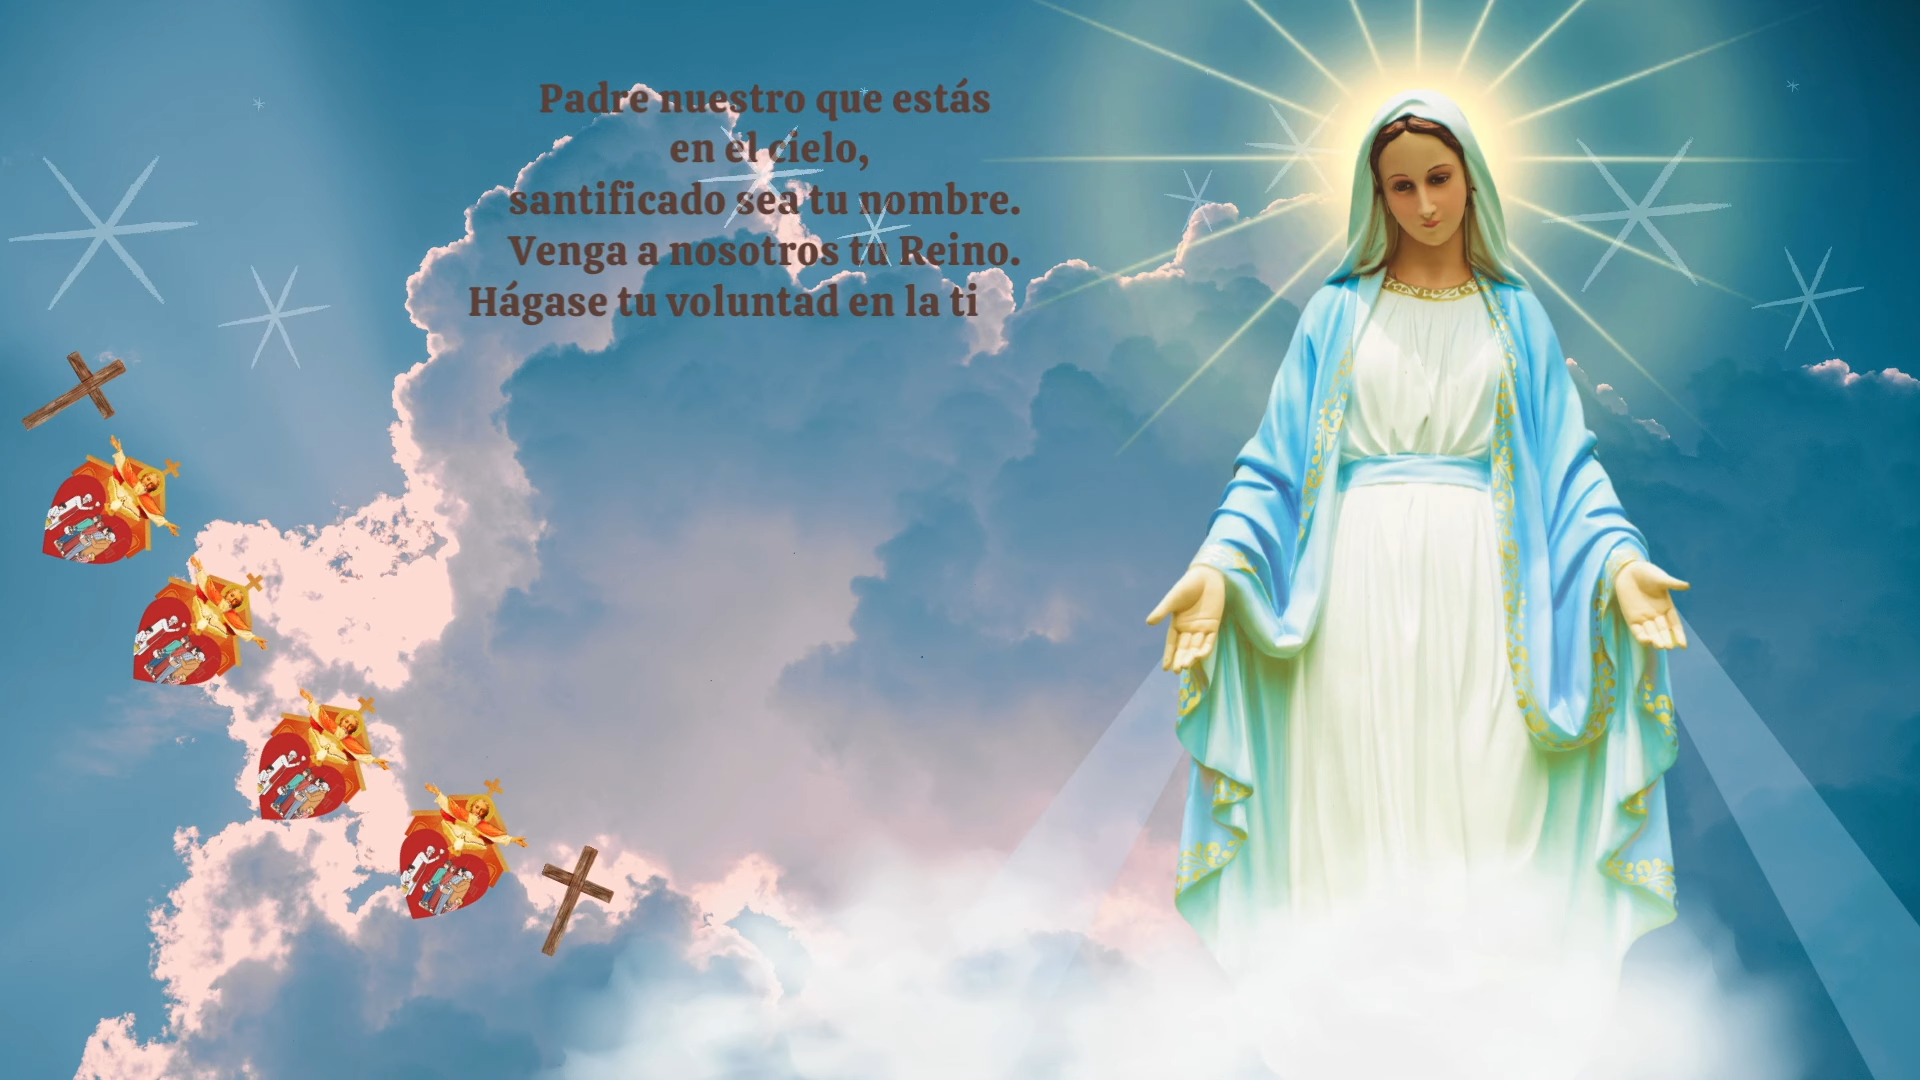 Padre nuestro que estás
en el cielo,
santificado sea tu nombre.
Venga a nosotros tu Reino.
Hágase tu voluntad en la ti